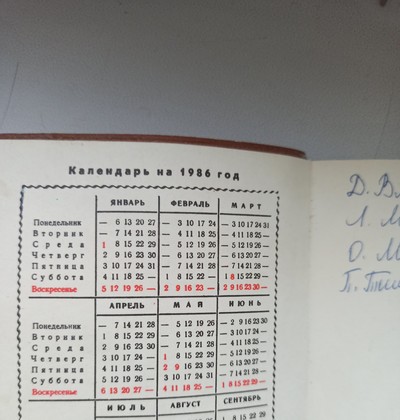 Календарь на 1986 год
ЯНВАРЬ ФЕВРАЛЬ МАРТ
Понедельник — 6 13 20 27 — 3 10 17 24 — 3 10 17 24 31
Вторник — 7 14 21 28 — 4 11 18 25 — 4 11 18 25 —
Среда 1 8 15 22 29 — 5 12 19 26 — 5 12 19 26 —
Четверг 2 9 16 23 30 — 6 13 20 27 — 6 13 20 27 —
Пятница 3 10 17 24 31 — 7 14 21 28 — 7 14 21 28 —
Суббота 4 11 18 25 — 1 8 15 22 — 1 8 15 22 29 —
Воскресенье 5 12 19 26 — 2 9 16 23 — 2 9 16 23 30 —
АПРЕЛЬ МАЙ ИЮНЬ
Понедельник — 7 14 21 28 — 5 12 19 26 — 2 9 16 23 30
Вторник 1 8 15 22 29 — 6 13 20 27 — 3 10 17 24 —
Среда 2 9 16 23 30 — 7 14 21 28 — 4 11 18 25 —
Четверг 3 10 17 24 — 1 8 15 22 29 — 5 12 19 26 —
Пятница 4 11 18 25 — 2 9 16 23 30 — 6 13 20 27 —
Суббота 5 12 19 26 — 3 10 17 24 31 — 7 14 21 28 —
Воскресенье 6 13 20 27 — 4 11 18 25 — 1 8 15 22 29 —
ИЮЛЬ АВГУСТ СЕНТЯБРЬ
Д.
Л. М
О. М
П.